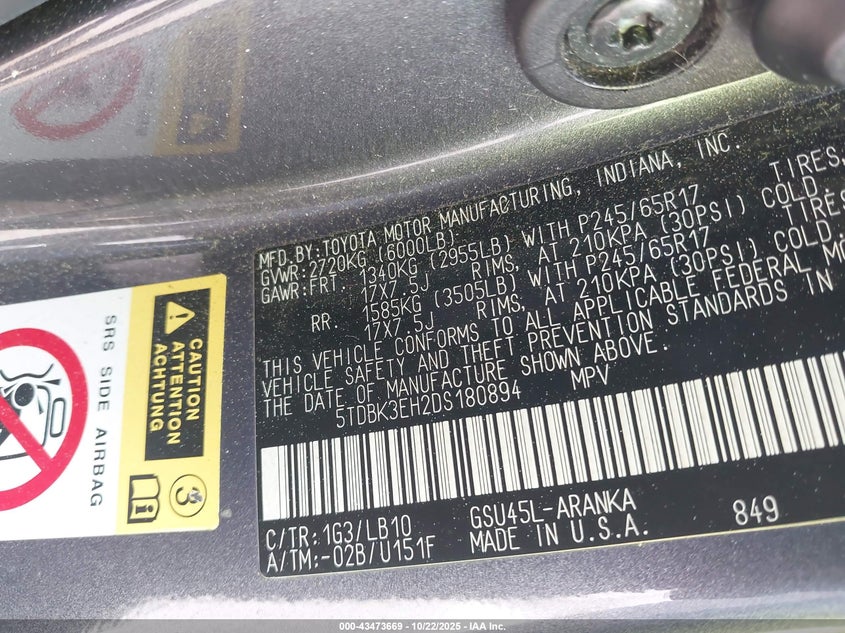 MFD.BY:TOYOTA MOTOR MANUFACTURING, INDIANA, INC.
GVWR:2720KG (6000LB)
GAWR:FRT. 1340KG (2955LB) WITH P245/65R17 TIRES,
17X7.5J RIMS, AT 210KPA (30PSI) COLD.
RR. 1585KG (3505LB) WITH P245/65R17 TIRES
17X7.5J RIMS, AT 210KPA (30PSI) COLD.
THIS VEHICLE CONFORMS TO ALL APPLICABLE FEDERAL
VEHICLE SAFETY AND THEFT PREVENTION STANDARDS IN
THE DATE OF MANUFACTURE SHOWN ABOVE.
5TDBK3EH2DS180894 MPV
C/TR:1G3/LB10 GSU45L-ARANKA
A/TM:-02B/U151F MADE IN U.S.A. 849
CAUTION
ATTENTION
ACHTUNG
SRS SIDE AIRBAG
3
000-43473669 - 10/22/2025 - IAA Inc.